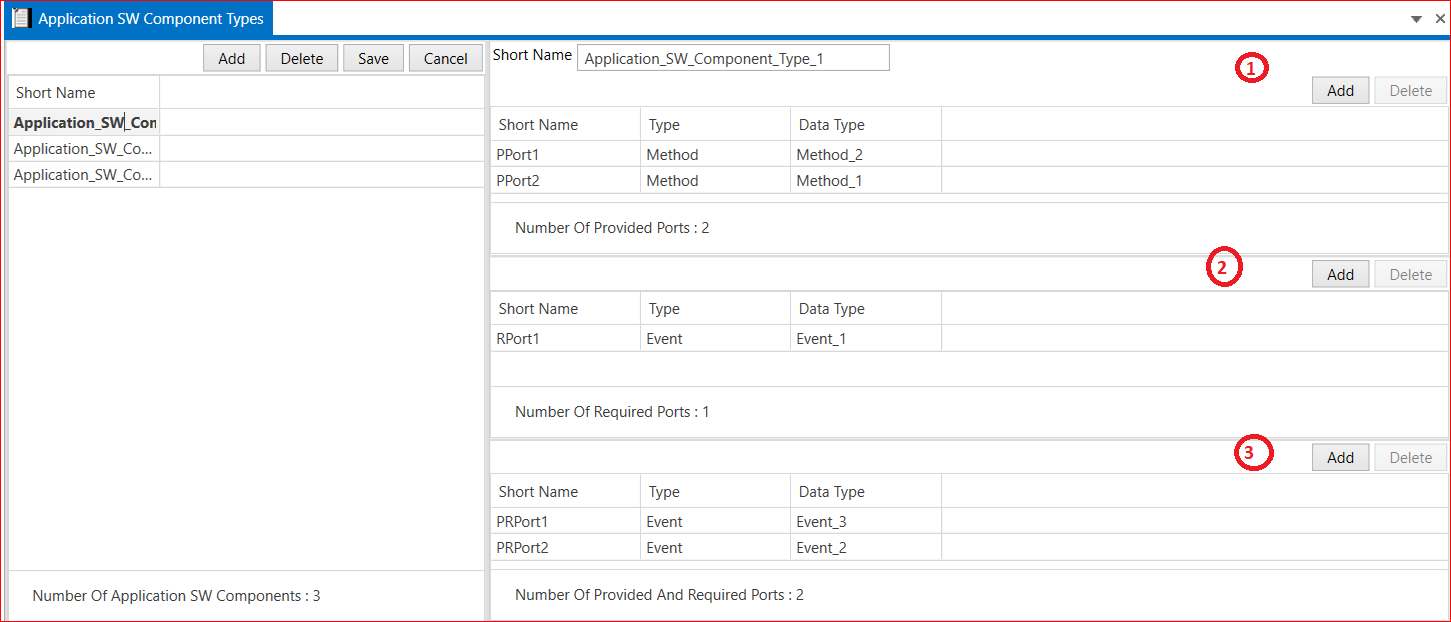 Application SW Component Types
Add Delete Save Cancel
Short Name
Application_SW_Con
Application_SW_Co...
Application_SW_Co...
Number Of Application SW Components : 3
Short Name Application_SW_Component_Type_1
1
Add Delete
Short Name Type Data Type
PPort1 Method Method_2
PPort2 Method Method_1
Number Of Provided Ports : 2
2
Add Delete
Short Name Type Data Type
RPort1 Event Event_1
Number Of Required Ports : 1
3
Add Delete
Short Name Type Data Type
PRPort1 Event Event_3
PRPort2 Event Event_2
Number Of Provided And Required Ports : 2